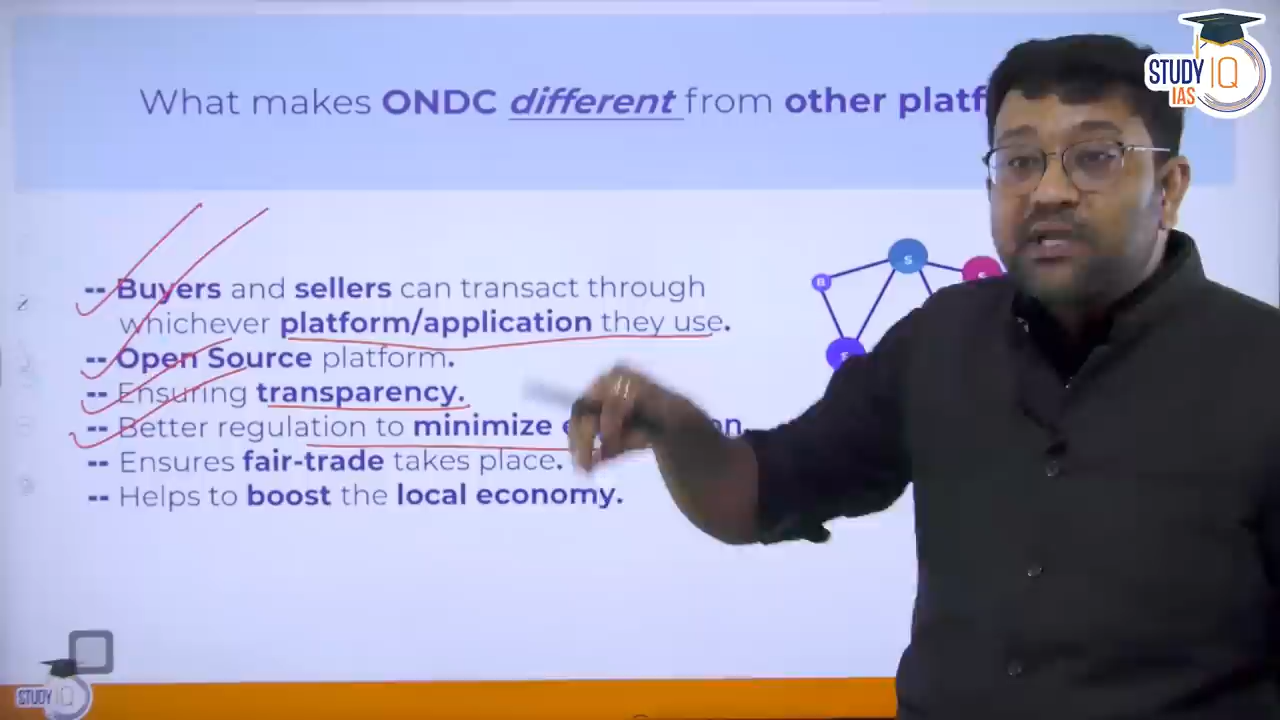 What makes ONDC different from other
STUDY IQ
IAS
-- Buyers and sellers can transact through
whichever platform/application they use.
-- Open Source platform.
-- Ensuring transparency.
-- Better regulation to minimize
-- Ensures fair-trade takes place.
-- Helps to boost the local economy.
B
S
S
STUDY IQ